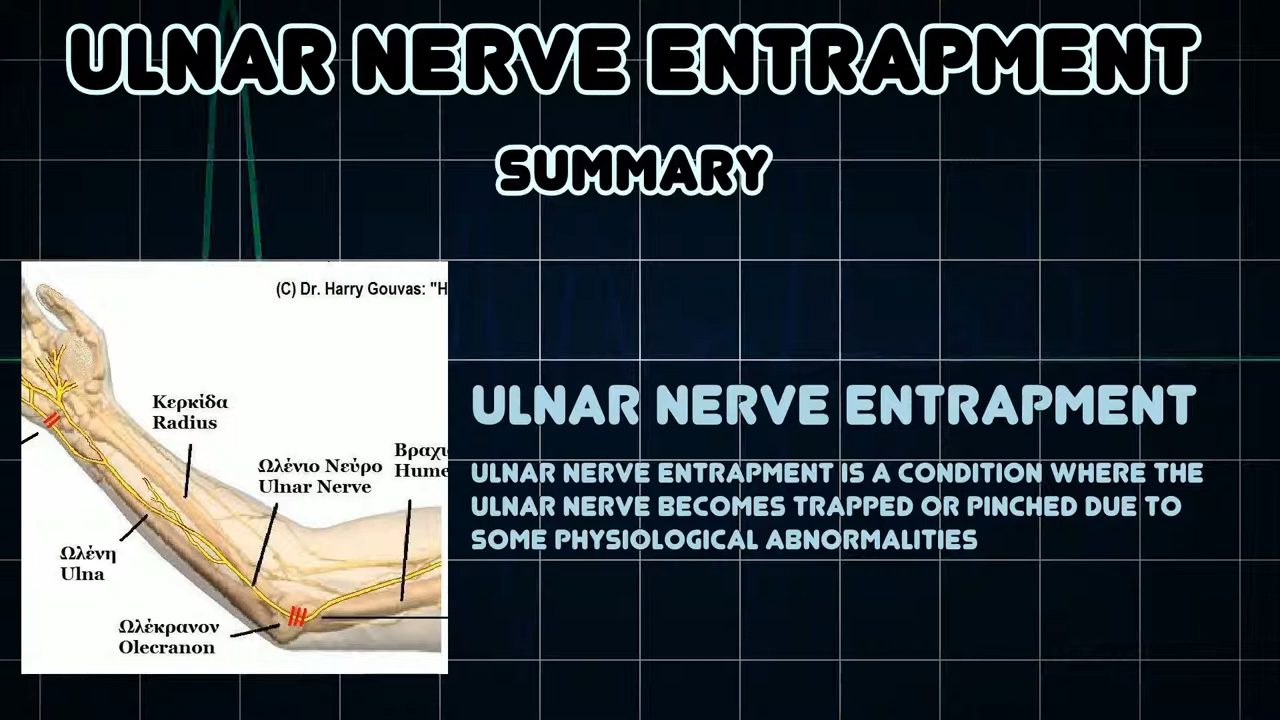 ULNAR NERVE ENTRAPMENT
SUMMARY
(C) Dr. Harry Gouvas: "H
Κερκίδα
Radius
Βραχι
Hume
Ωλένιο Νεύρο
Ulnar Nerve
Ωλένη
Ulna
Ωλέκρανον
Olecranon
ULNAR NERVE ENTRAPMENT
ULNAR NERVE ENTRAPMENT IS A CONDITION WHERE THE
ULNAR NERVE BECOMES TRAPPED OR PINCHED DUE TO
SOME PHYSIOLOGICAL ABNORMALITIES